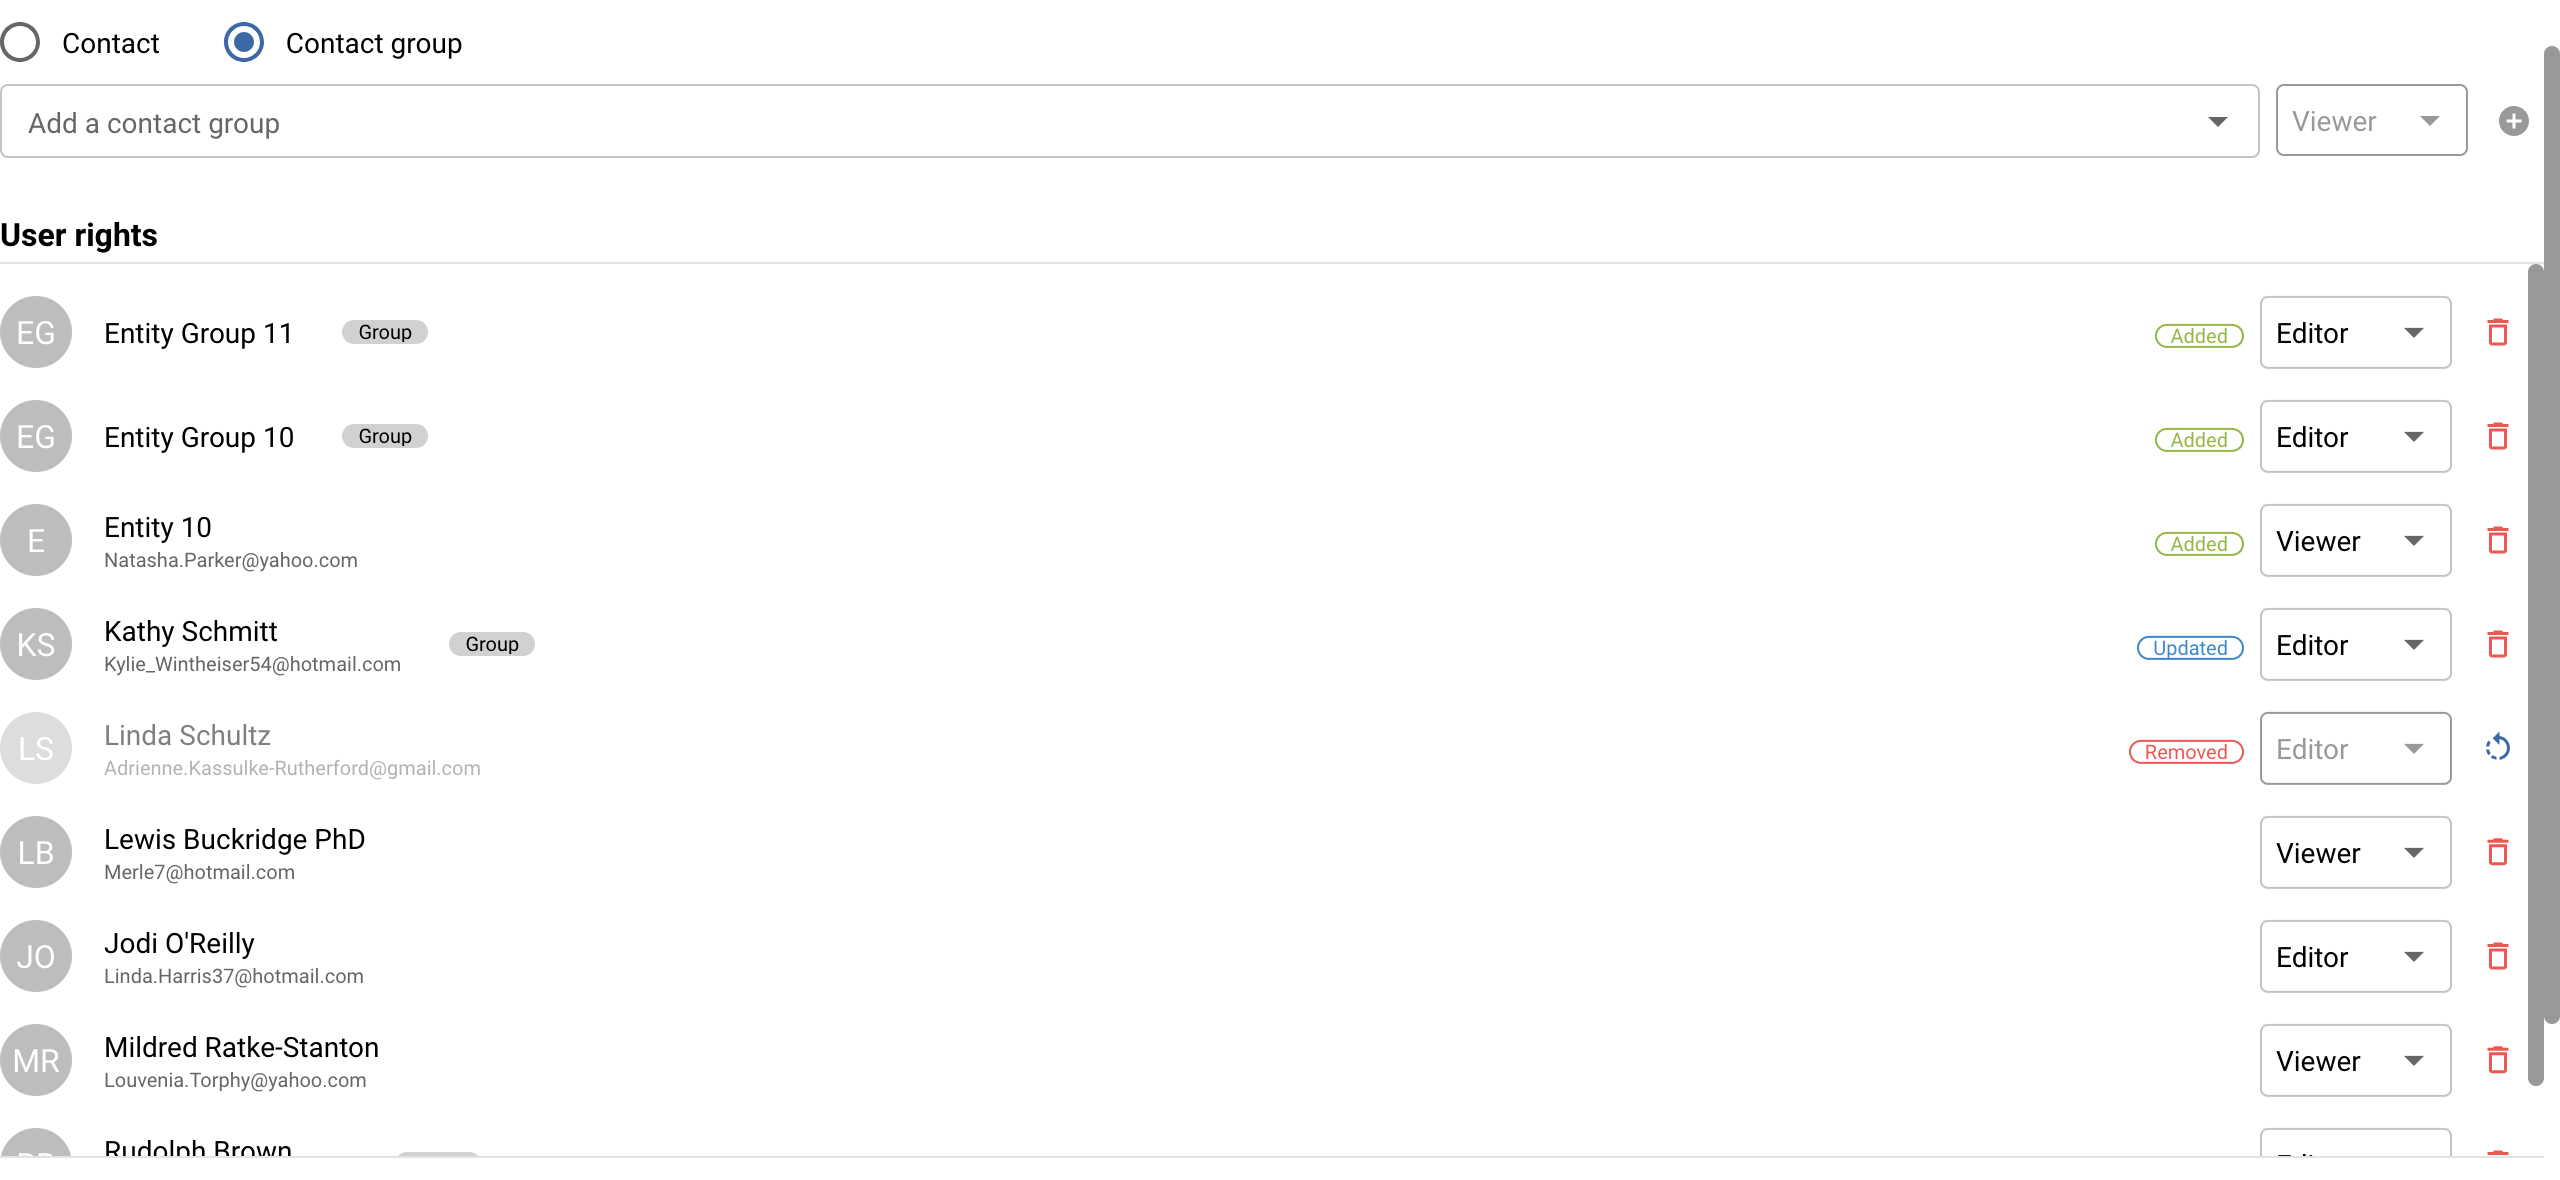 Contact Contact group
Add a contact group Viewer
User rights
EG Entity Group 11 Group Added Editor
EG Entity Group 10 Group Added Editor
E Entity 10 Added Viewer
Natasha.Parker@yahoo.com
KS Kathy Schmitt Group Updated Editor
Kylie_Wintheiser54@hotmail.com
LS Linda Schultz Removed Editor
Adrienne.Kassulke-Rutherford@gmail.com
LB Lewis Buckridge PhD Viewer
Merle7@hotmail.com
JO Jodi O'Reilly Editor
Linda.Harris37@hotmail.com
MR Mildred Ratke-Stanton Viewer
Louvenia.Torphy@yahoo.com
Rudolph Brown